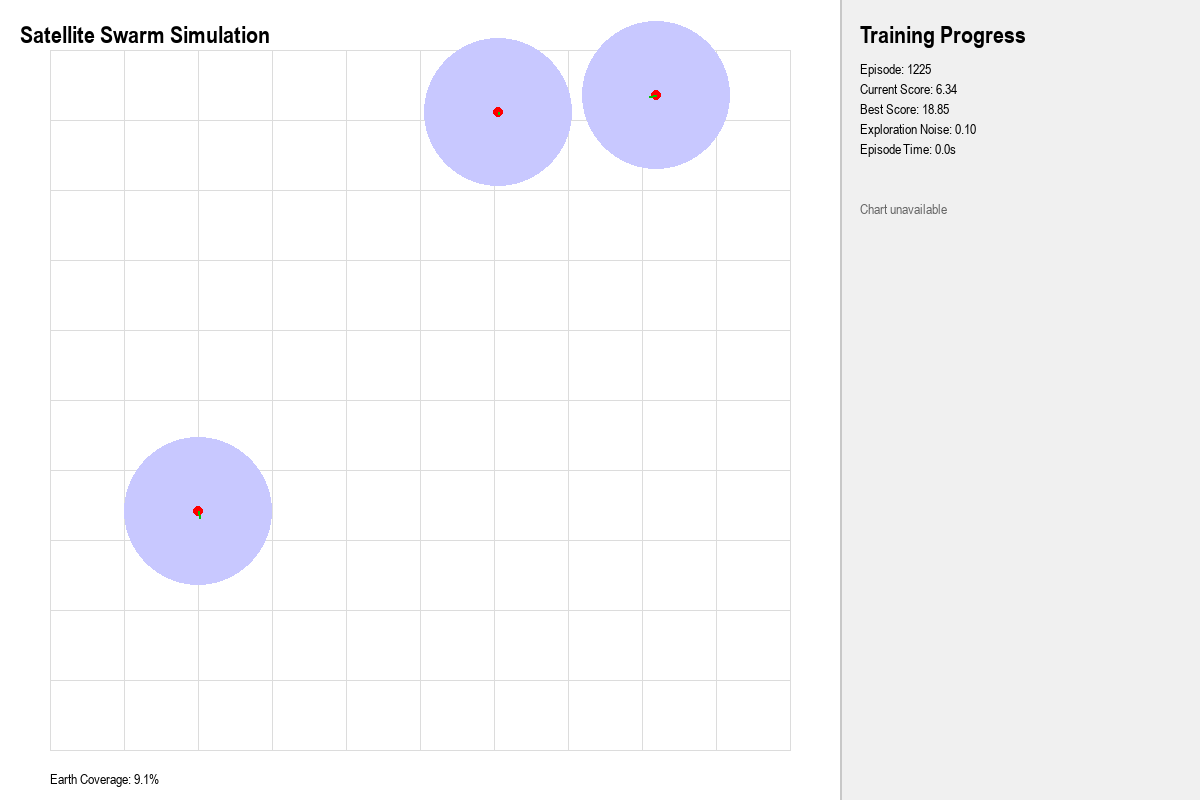 Satellite Swarm Simulation
Earth Coverage: 9.1%
Training Progress
Episode: 1225
Current Score: 6.34
Best Score: 18.85
Exploration Noise: 0.10
Episode Time: 0.0s
Chart unavailable